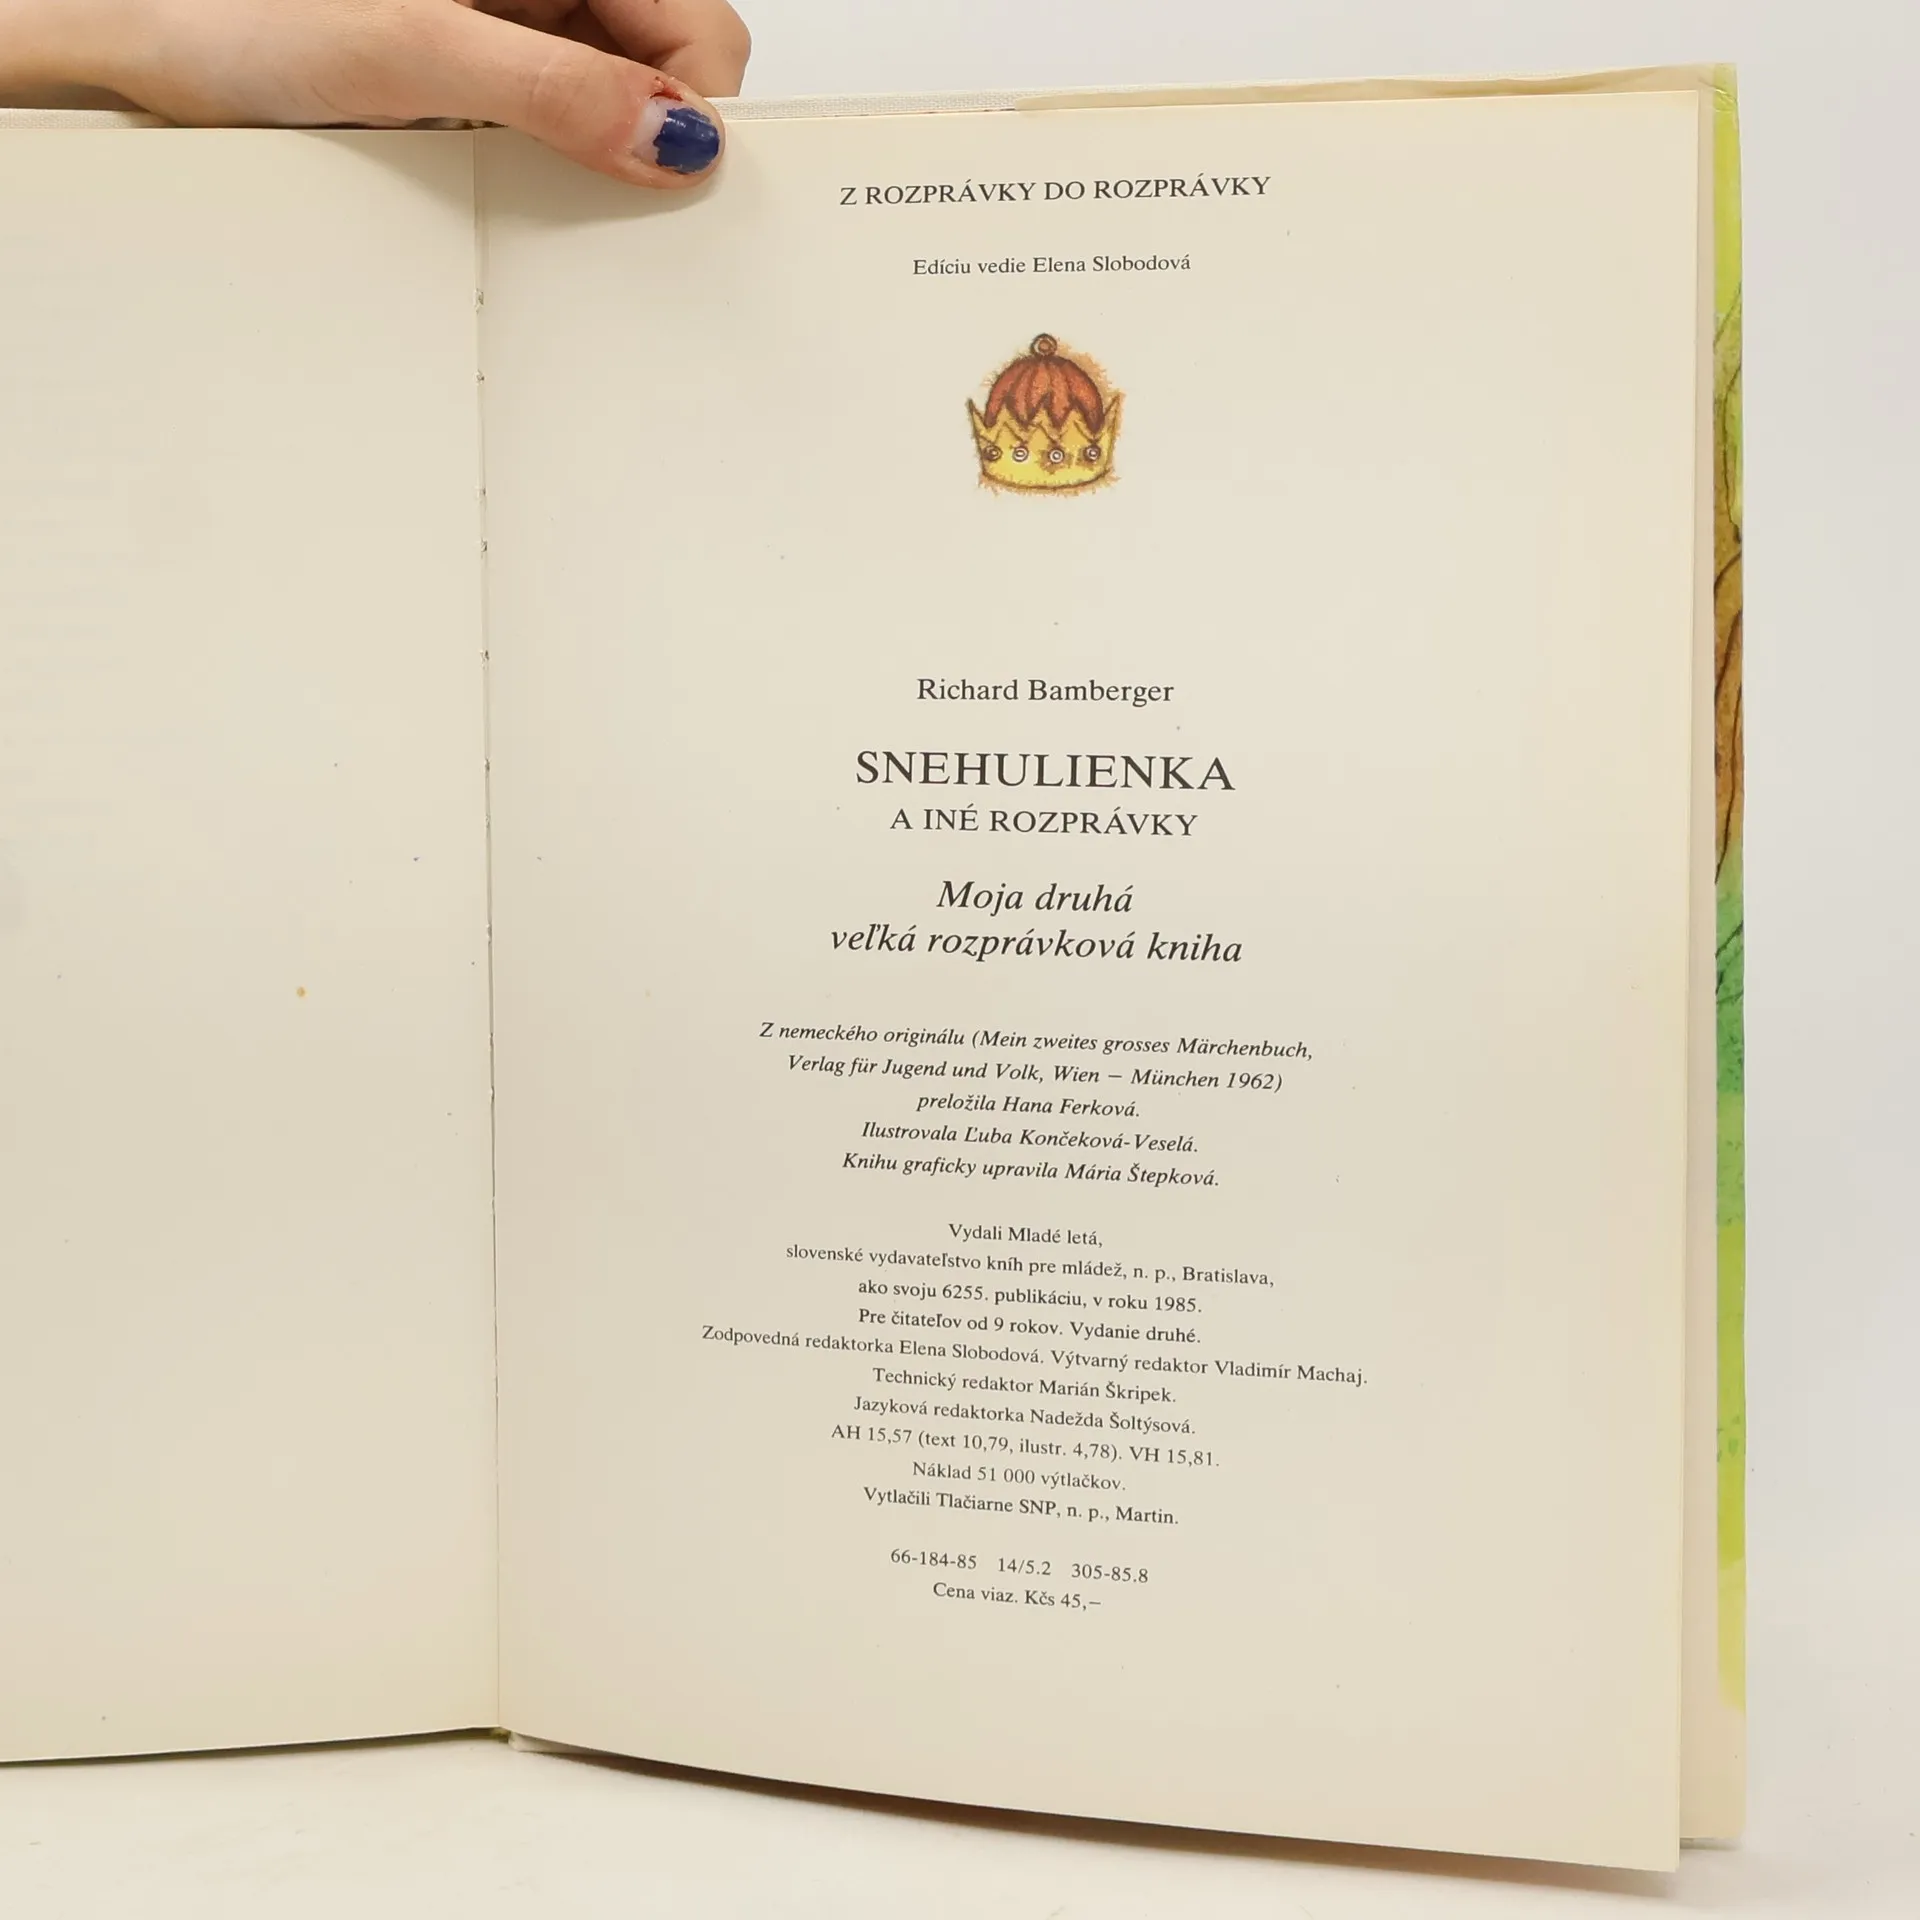 Z ROZPRÁVKY DO ROZPRÁVKY
Edíciu vedie Elena Slobodová
Richard Bamberger
SNEHULIENKA
A INÉ ROZPRÁVKY
Moja druhá
veľká rozprávková kniha
Z nemeckého originálu (Mein zweites grosses Märchenbuch,
Verlag für Jugend und Volk, Wien – München 1962)
preložila Hana Ferková.
Ilustrovala Ľuba Končeková-Veselá.
Knihu graficky upravila Mária Štepková.
Vydali Mladé letá,
slovenské vydavateľstvo kníh pre mládež, n. p., Bratislava,
ako svoju 6255. publikáciu, v roku 1985.
Pre čitateľov od 9 rokov. Vydanie druhé.
Zodpovedná redaktorka Elena Slobodová. Výtvarný redaktor Vladimír Machaj.
Technický redaktor Marián Škripek.
Jazyková redaktorka Nadežda Šoltýsová.
AH 15,57 (text 10,79, ilustr. 4,78). VH 15,81.
Náklad 51 000 výtlačkov.
Vytlačili Tlačiarne SNP, n. p., Martin.
66-184-85 14/5.2 305-85.8
Cena viaz. Kčs 45,–